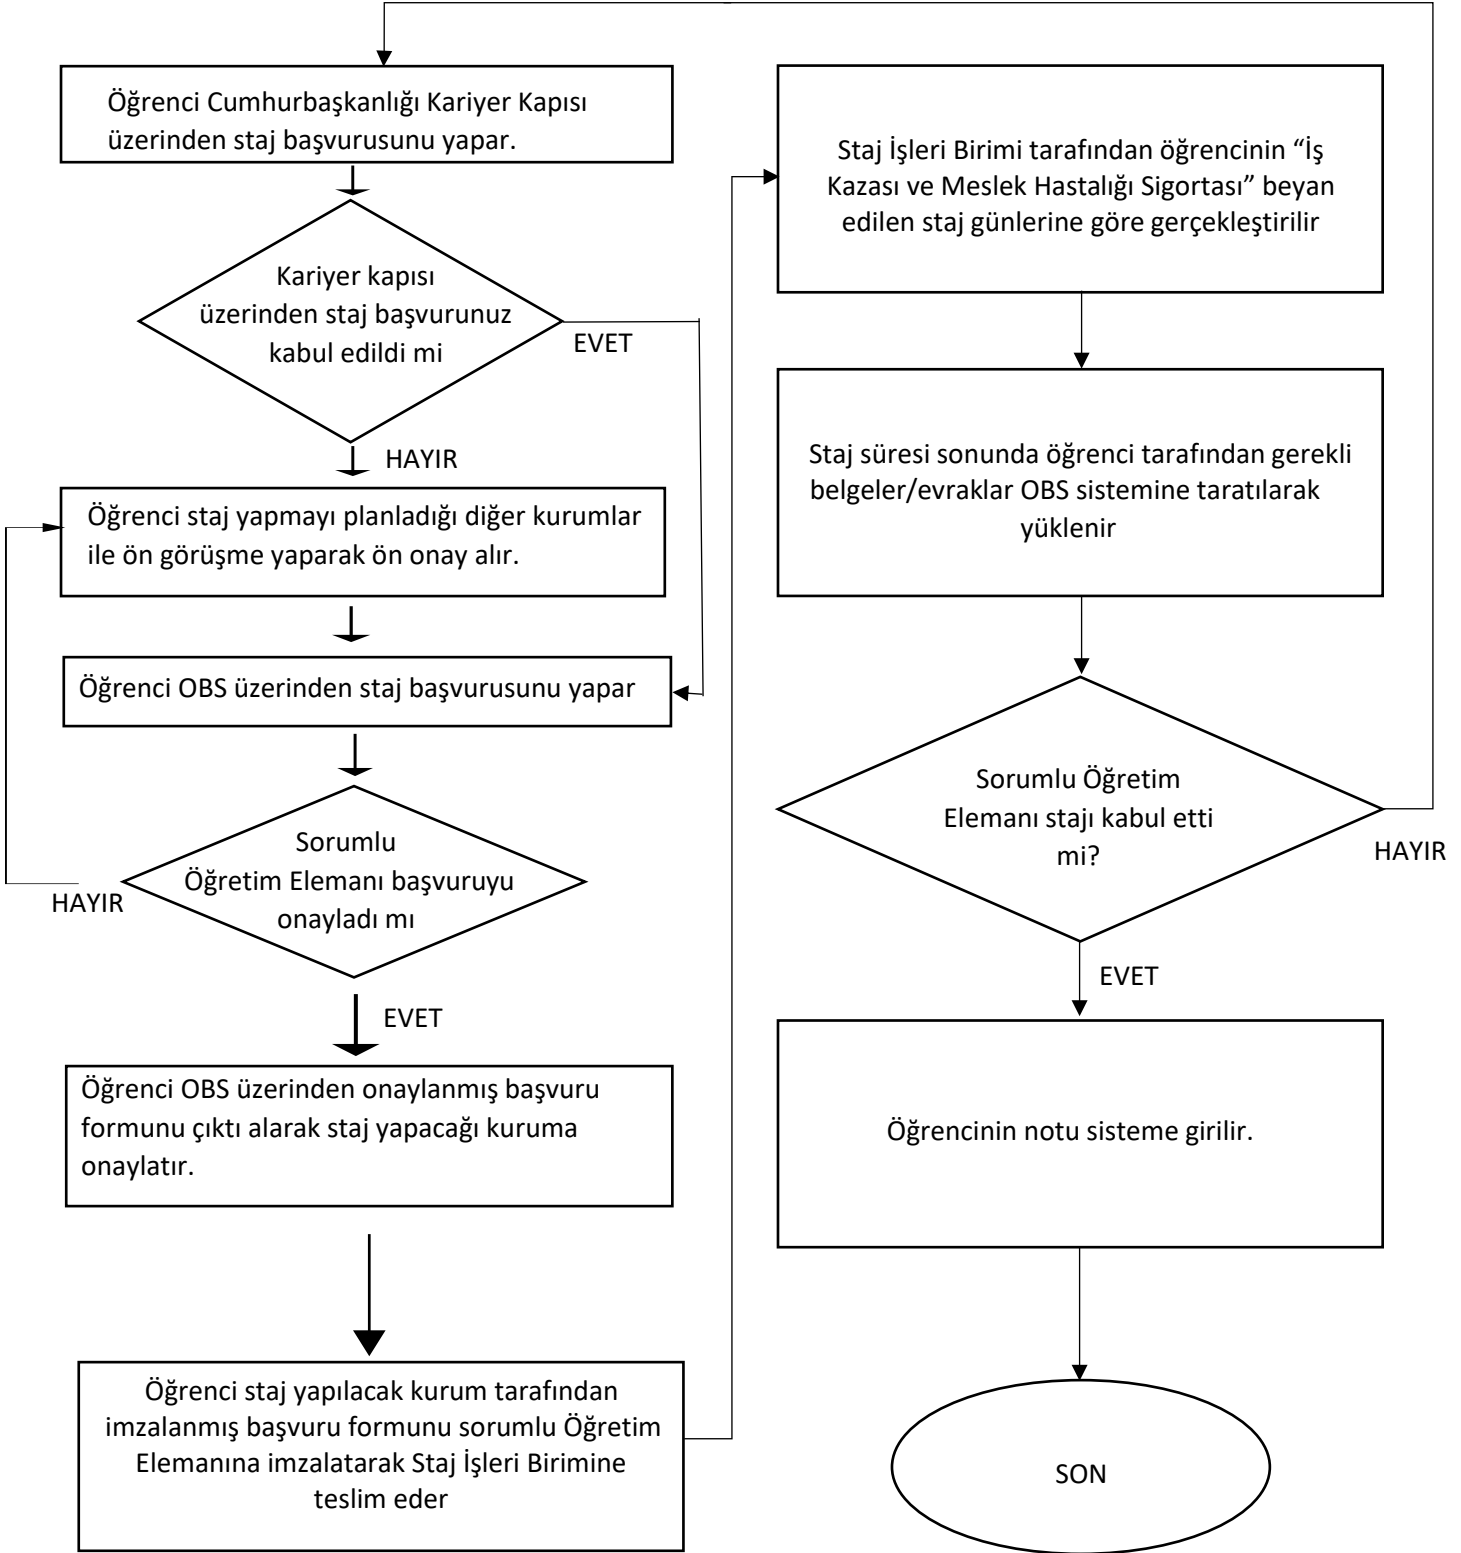 Öğrenci Cumhurbaşkanlığı Kariyer Kapısı
üzerinden staj başvurusunu yapar.
Kariyer kapısı
üzerinden staj başvurunuz
kabul edildi mi
EVET
HAYIR
Öğrenci staj yapmayı planladığı diğer kurumlar
ile ön görüşme yaparak ön onay alır.
Öğrenci OBS üzerinden staj başvurusunu yapar
Sorumlu
Öğretim Elemanı başvuruyu
onayladı mı
HAYIR
EVET
Öğrenci OBS üzerinden onaylanmış başvuru
formunu çıktı alarak staj yapacağı kuruma
onaylatır.
Öğrenci staj yapılacak kurum tarafından
imzalanmış başvuru formunu sorumlu Öğretim
Elemanına imzalatarak Staj İşleri Birimine
teslim eder
Staj İşleri Birimi tarafından öğrencinin “İş
Kazası ve Meslek Hastalığı Sigortası” beyan
edilen staj günlerine göre gerçekleştirilir
Staj süresi sonunda öğrenci tarafından gerekli
belgeler/evraklar OBS sistemine taratılarak
yüklenir
Sorumlu Öğretim
Elemanı stajı kabul etti
mi?
HAYIR
EVET
Öğrencinin notu sisteme girilir.
SON